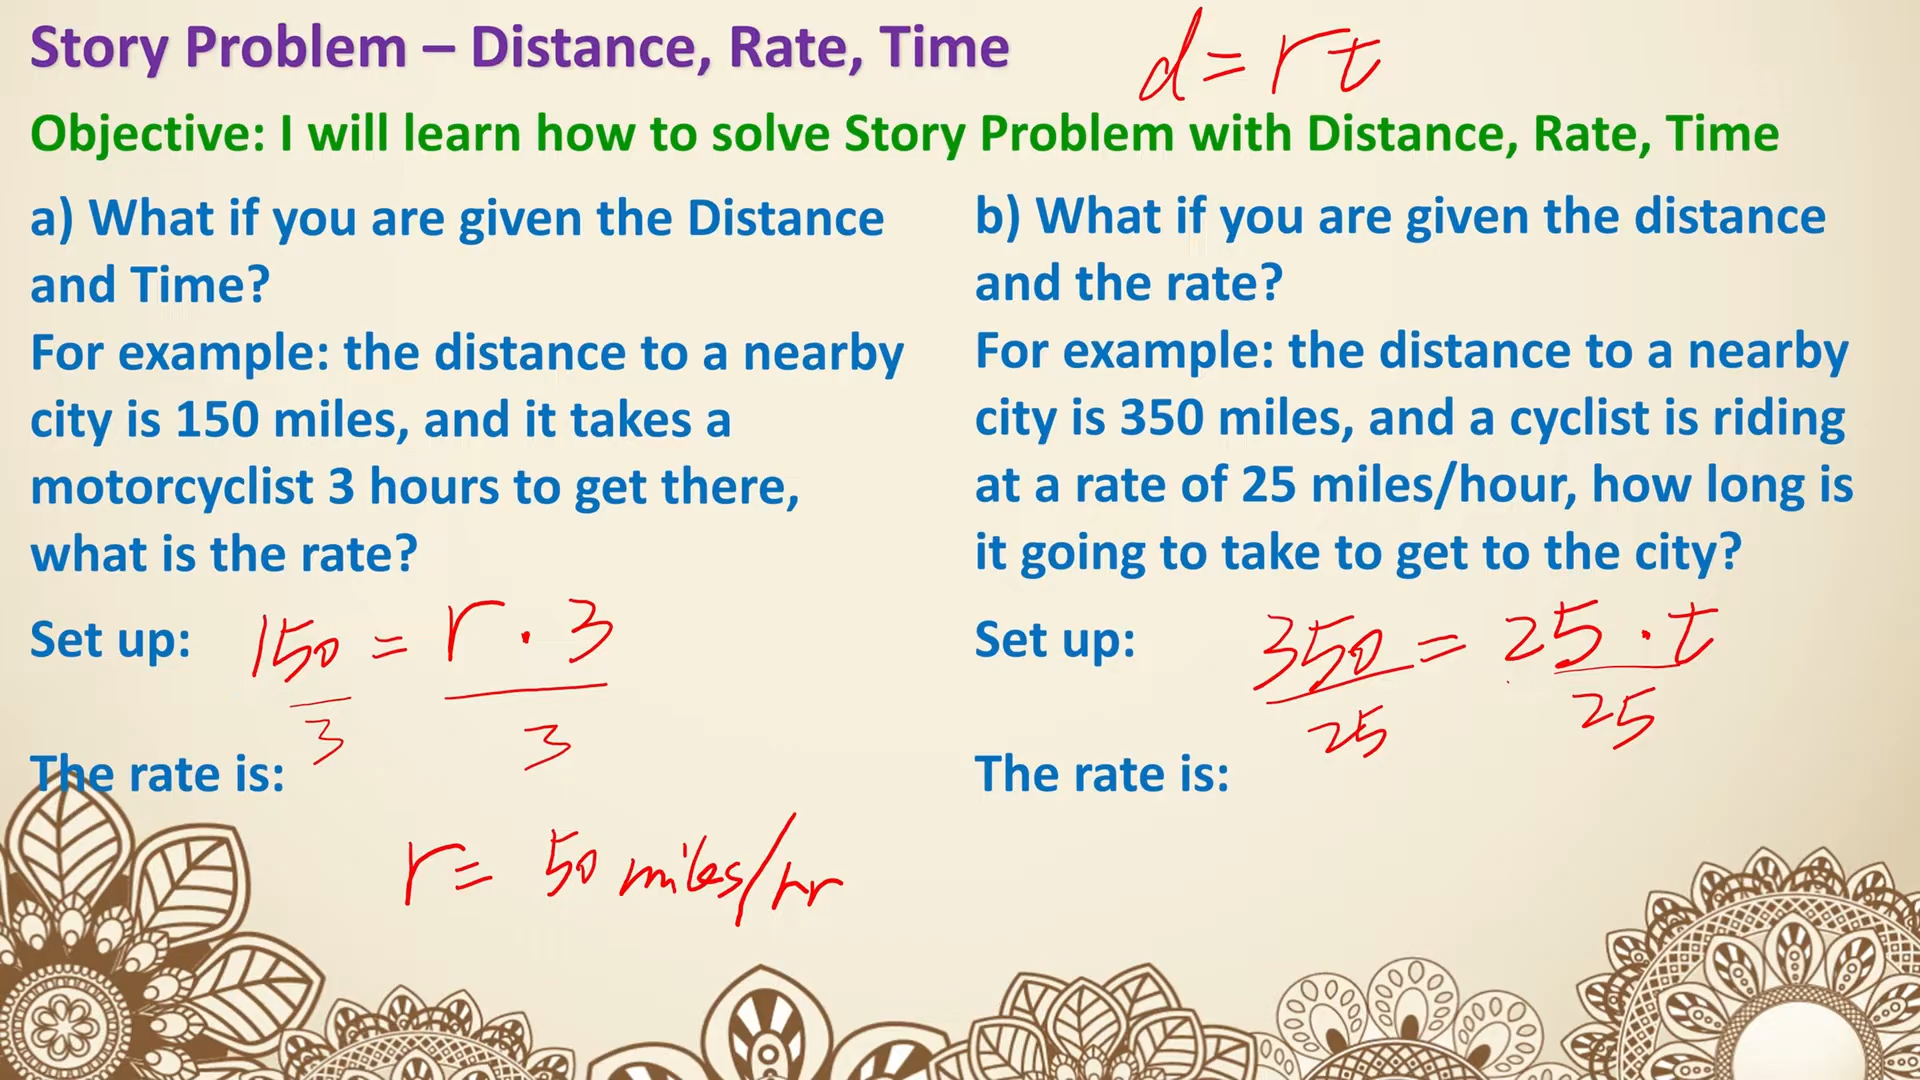 Story Problem – Distance, Rate, Time
d = rt
Objective: I will learn how to solve Story Problem with Distance, Rate, Time
a) What if you are given the Distance
and Time?
For example: the distance to a nearby
city is 150 miles, and it takes a
motorcyclist 3 hours to get there,
what is the rate?
Set up: 150 = r · 3
3 3
The rate is:
r = 50 miles/hr
b) What if you are given the distance
and the rate?
For example: the distance to a nearby
city is 350 miles, and a cyclist is riding
at a rate of 25 miles/hour, how long is
it going to take to get to the city?
Set up: 350 = 25 · t
25 25
The rate is: